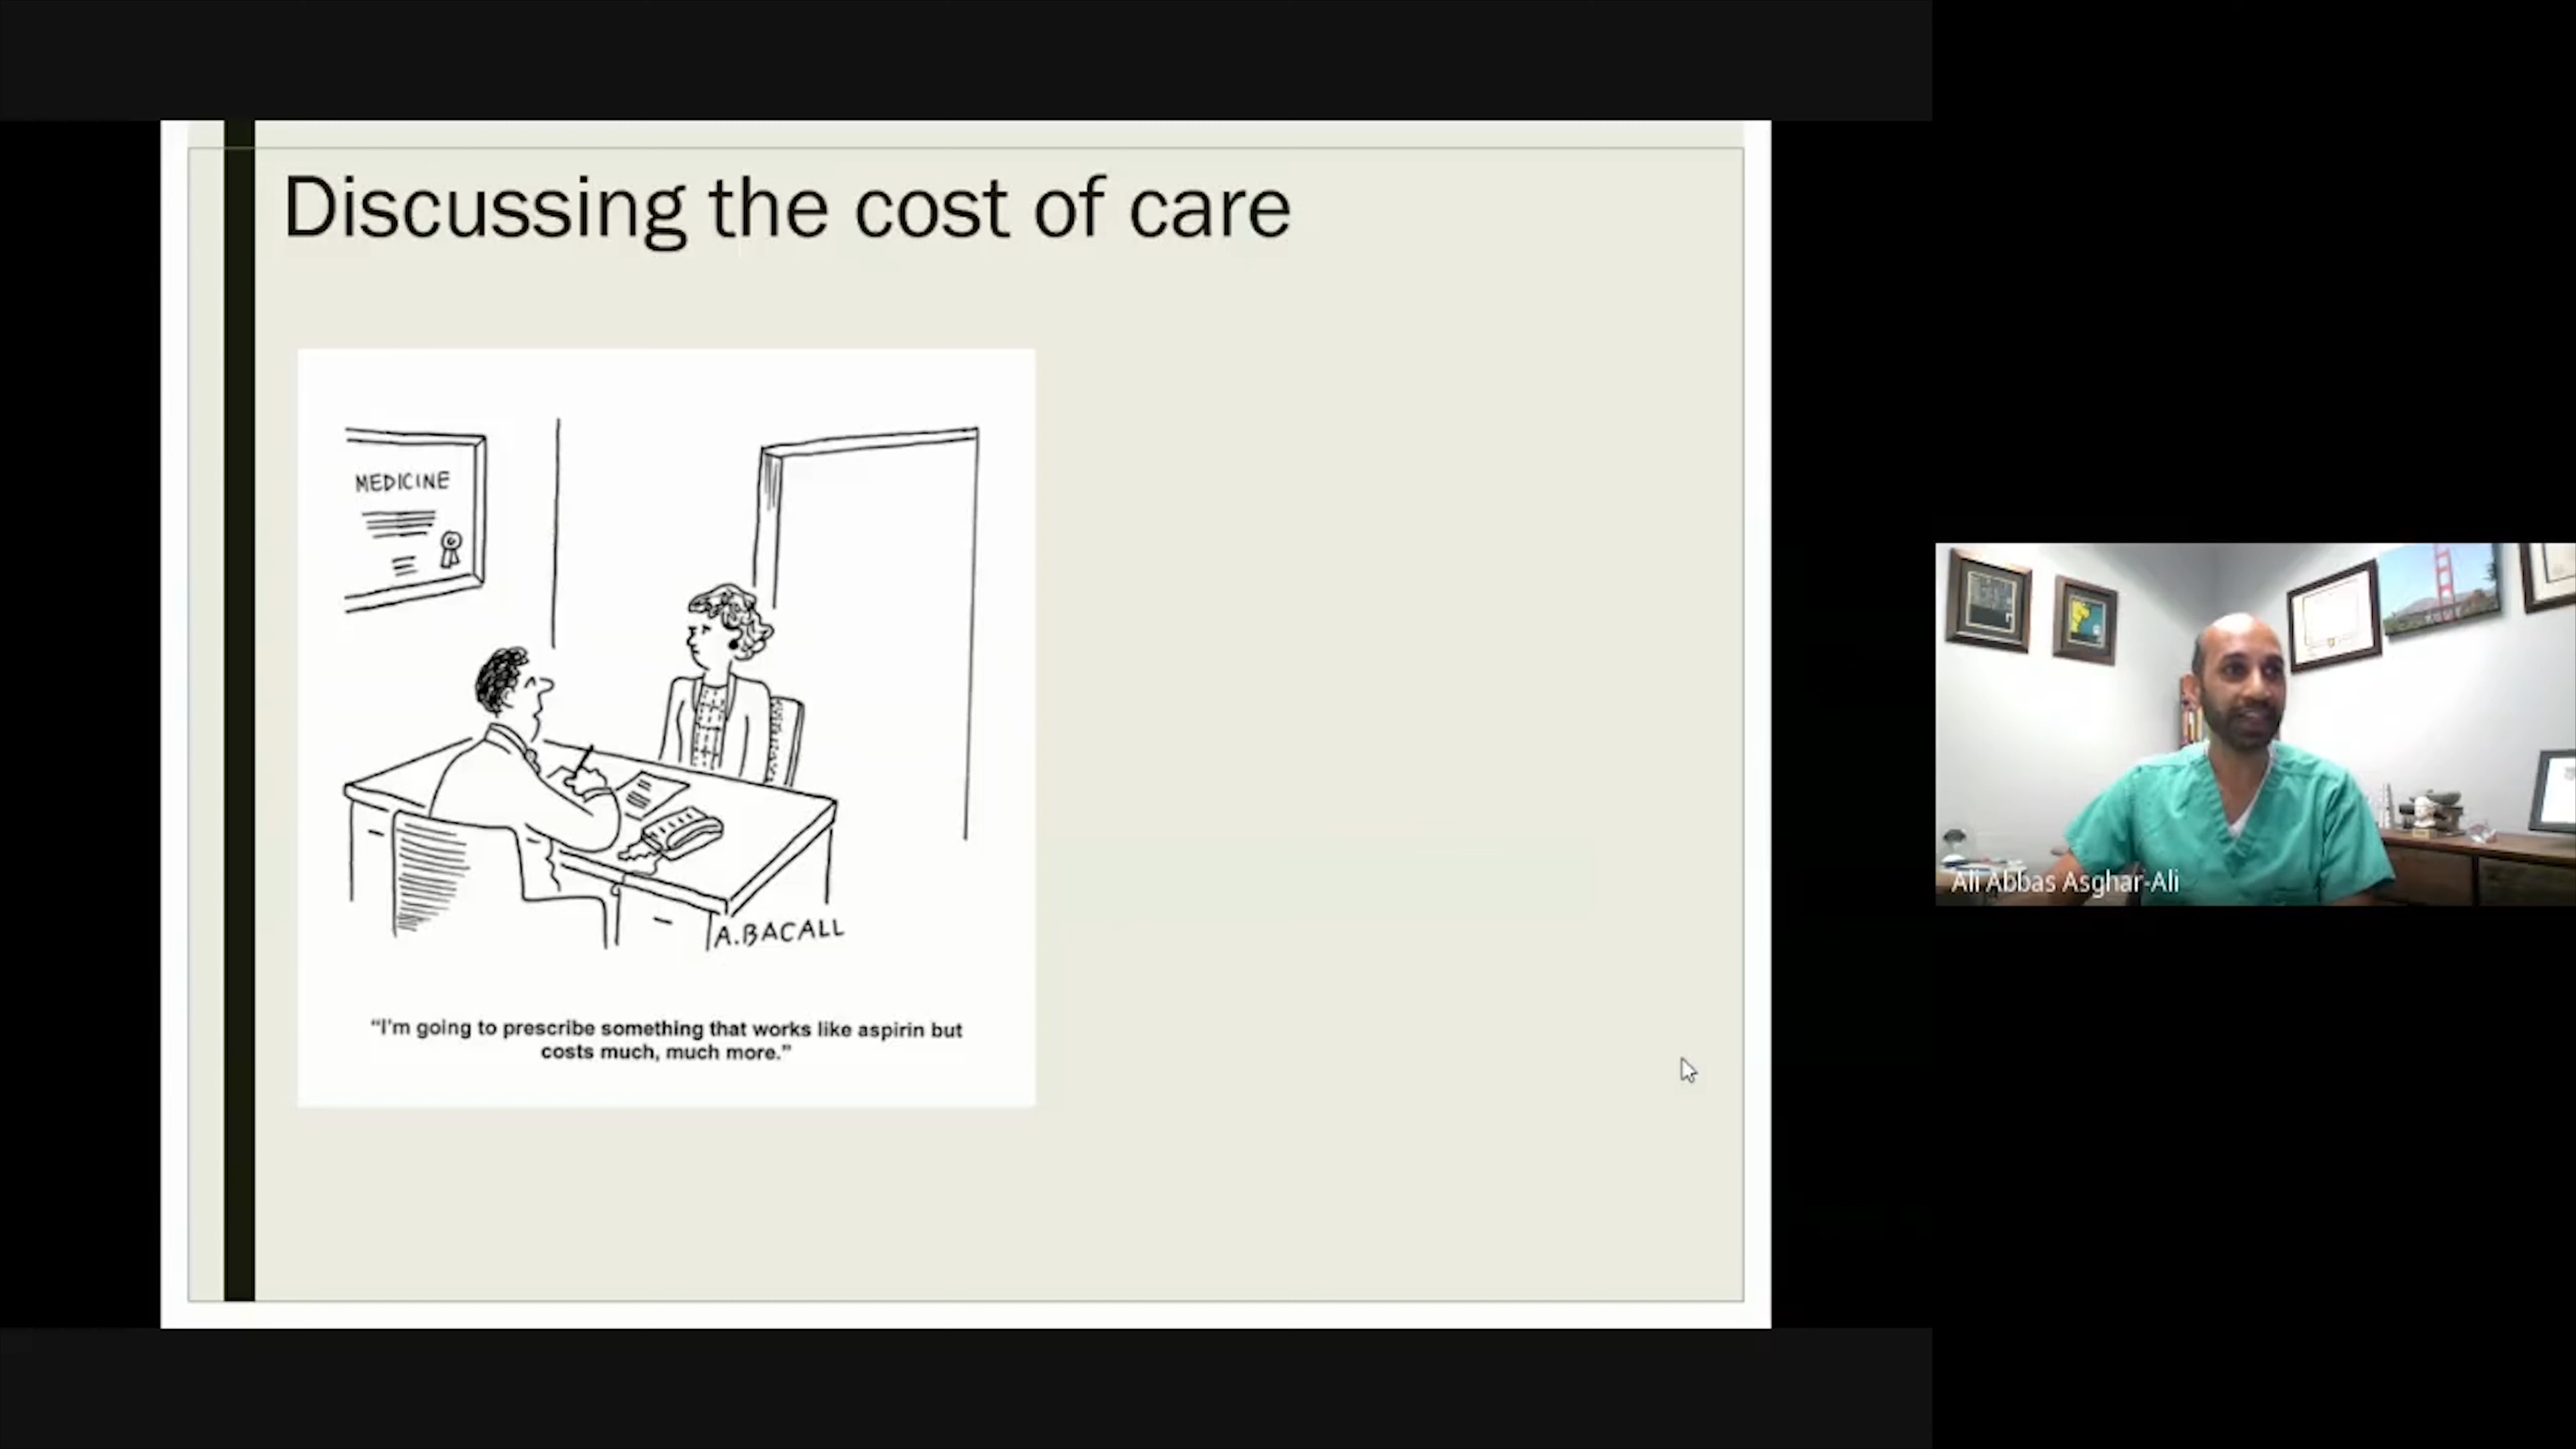 Discussing the cost of care
MEDICINE
A.BACALL
“I’m going to prescribe something that works like aspirin but
costs much, much more.”
Ali Abbas Asghar-Ali